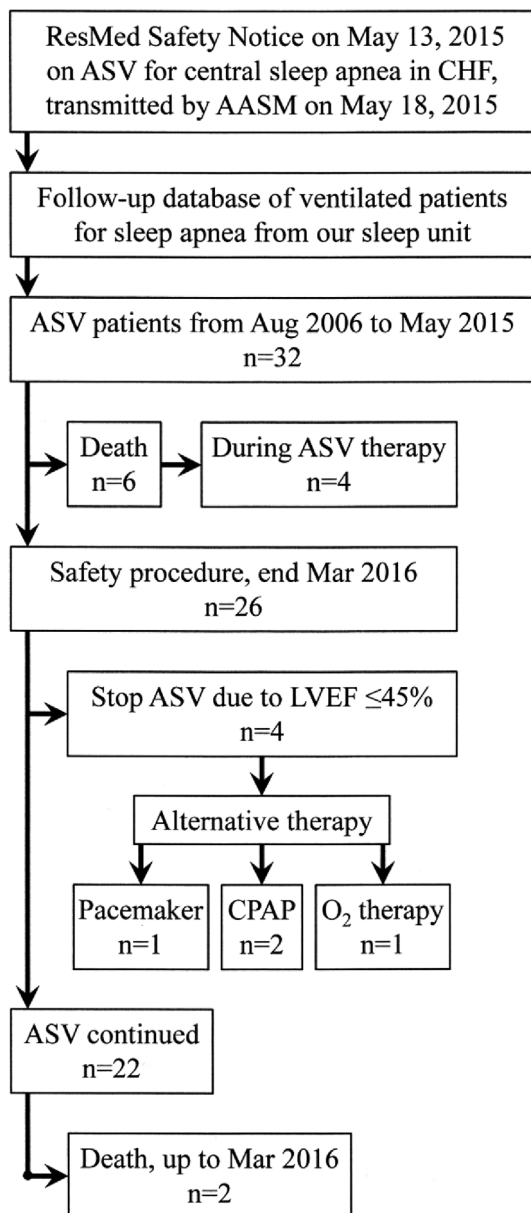 ResMed Safety Notice on May 13, 2015
on ASV for central sleep apnea in CHF,
transmitted by AASM on May 18, 2015
Follow-up database of ventilated patients
for sleep apnea from our sleep unit
ASV patients from Aug 2006 to May 2015
n=32
Death
n=6
During ASV therapy
n=4
Safety procedure, end Mar 2016
n=26
Stop ASV due to LVEF ≤45%
n=4
Alternative therapy
Pacemaker
n=1
CPAP
n=2
O₂ therapy
n=1
ASV continued
n=22
Death, up to Mar 2016
n=2